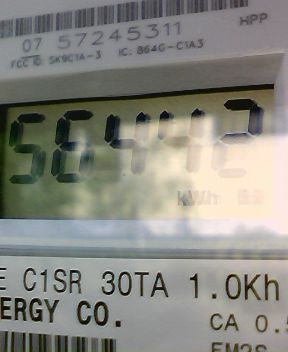 07 57245311
HPP
FCC ID: SK9C1A-3 IC: 864G-C1A3
56442
kWh
E C1SR 30TA 1.0Kh
ERGY CO.
CA 0.5
EM2S